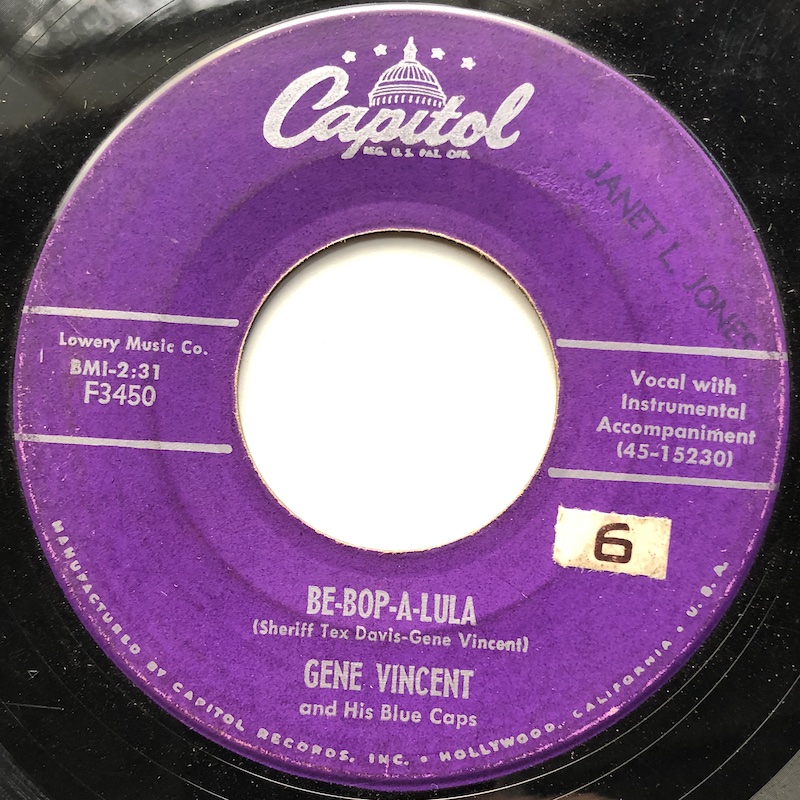 Capitol
REG. U.S. PAT. OFF.
JANET L. JONES
Lowery Music Co.
BMI-2:31
F3450
Vocal with
Instrumental
Accompaniment
(45-15230)
6
BE-BOP-A-LULA
(Sheriff Tex Davis-Gene Vincent)
GENE VINCENT
and His Blue Caps
MANUFACTURED BY CAPITOL RECORDS, INC. • HOLLYWOOD, CALIFORNIA • U.S.A.